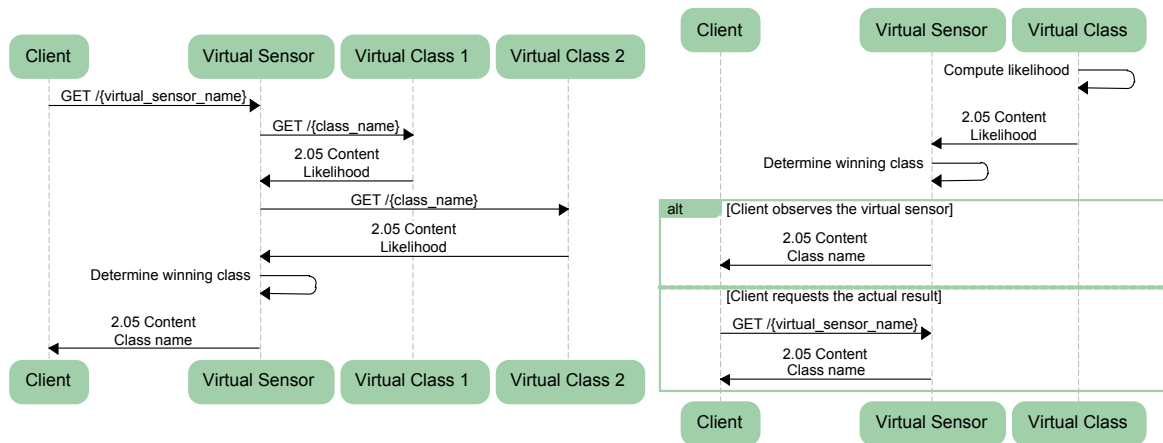 Client
Virtual Sensor
Virtual Class 1
Virtual Class 2
GET /{virtual_sensor_name}
GET /{class_name}
2.05 Content
Likelihood
GET /{class_name}
2.05 Content
Likelihood
Determine winning class
2.05 Content
Class name
Client
Virtual Sensor
Virtual Class 1
Virtual Class 2
Client
Virtual Sensor
Virtual Class
Compute likelihood
2.05 Content
Likelihood
Determine winning class
alt
[Client observes the virtual sensor]
2.05 Content
Class name
[Client requests the actual result]
GET /{virtual_sensor_name}
2.05 Content
Class name
Client
Virtual Sensor
Virtual Class